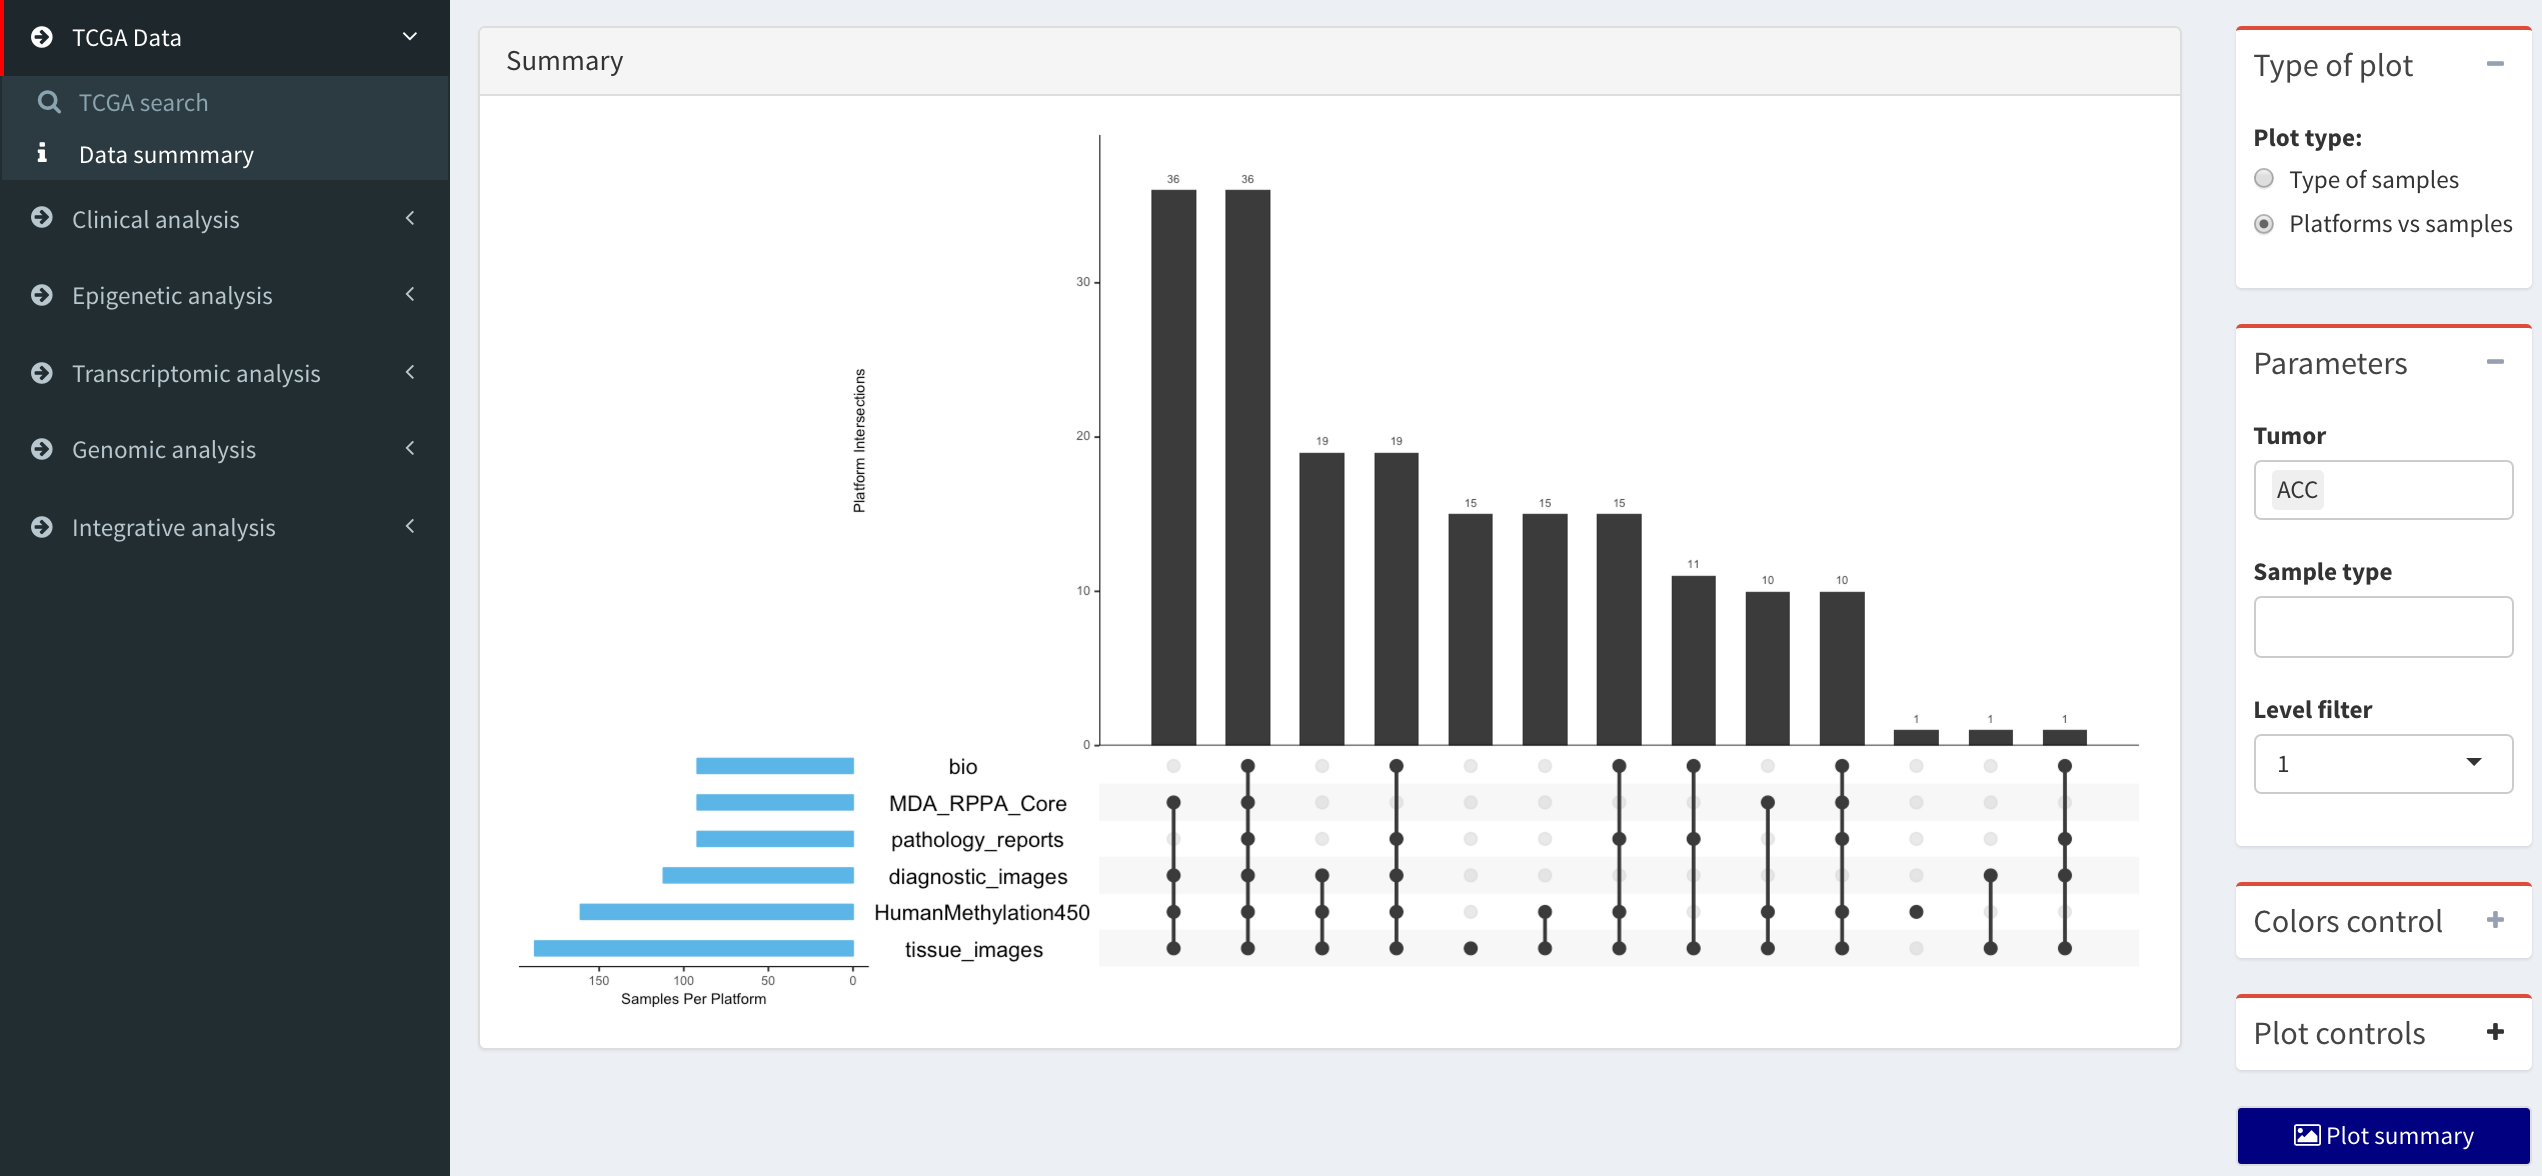 TCGA Data
TCGA search
Data summmary
Clinical analysis
Epigenetic analysis
Transcriptomic analysis
Genomic analysis
Integrative analysis
Summary
36 36 19 19 15 15 15 11 10 10 1 1 1
30
20
10
0
Platform Intersections
bio
MDA_RPPA_Core
pathology_reports
diagnostic_images
HumanMethylation450
tissue_images
150 100 50 0
Samples Per Platform
Type of plot
Plot type:
Type of samples
Platforms vs samples
Parameters
Tumor
ACC
Sample type
Level filter
1
Colors control
Plot controls
Plot summary